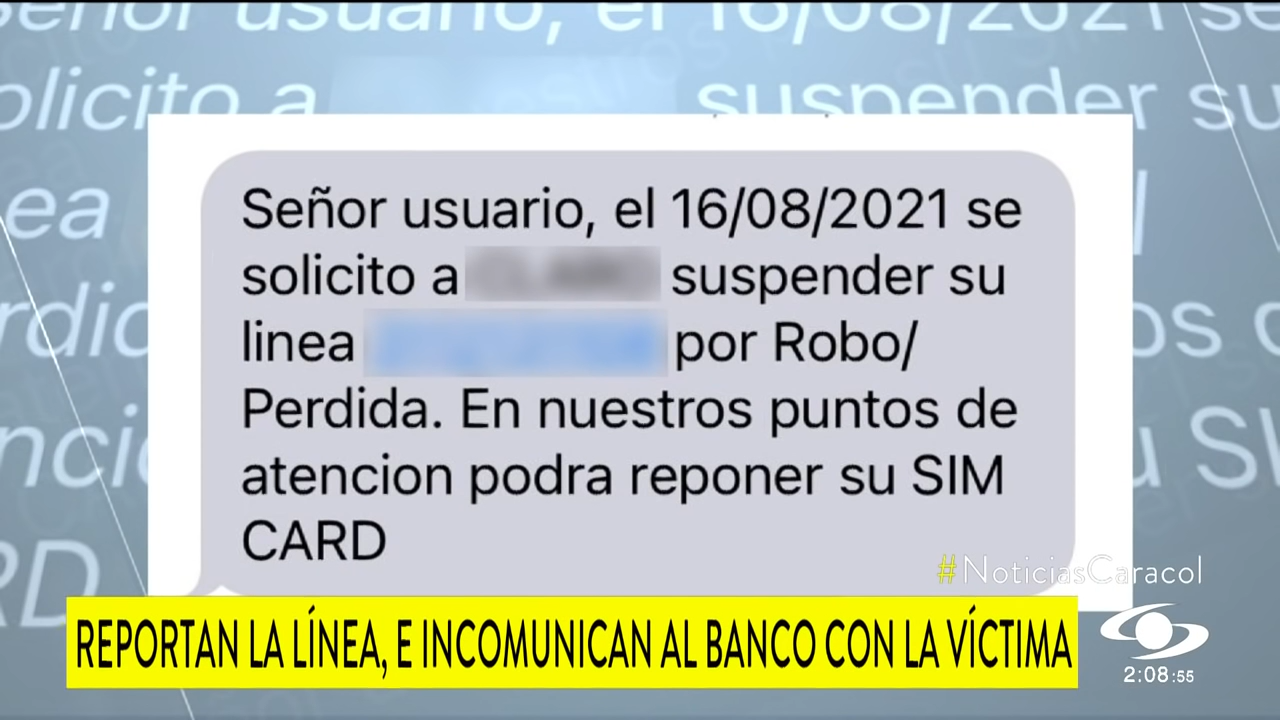 Señor usuario, el 16/08/2021 se
solicito a suspender su
linea por Robo/
Perdida. En nuestros puntos de
atencion podra reponer su SIM
CARD
#NoticiasCaracol
REPORTAN LA LÍNEA, E INCOMUNICAN AL BANCO CON LA VÍCTIMA
2:08:55